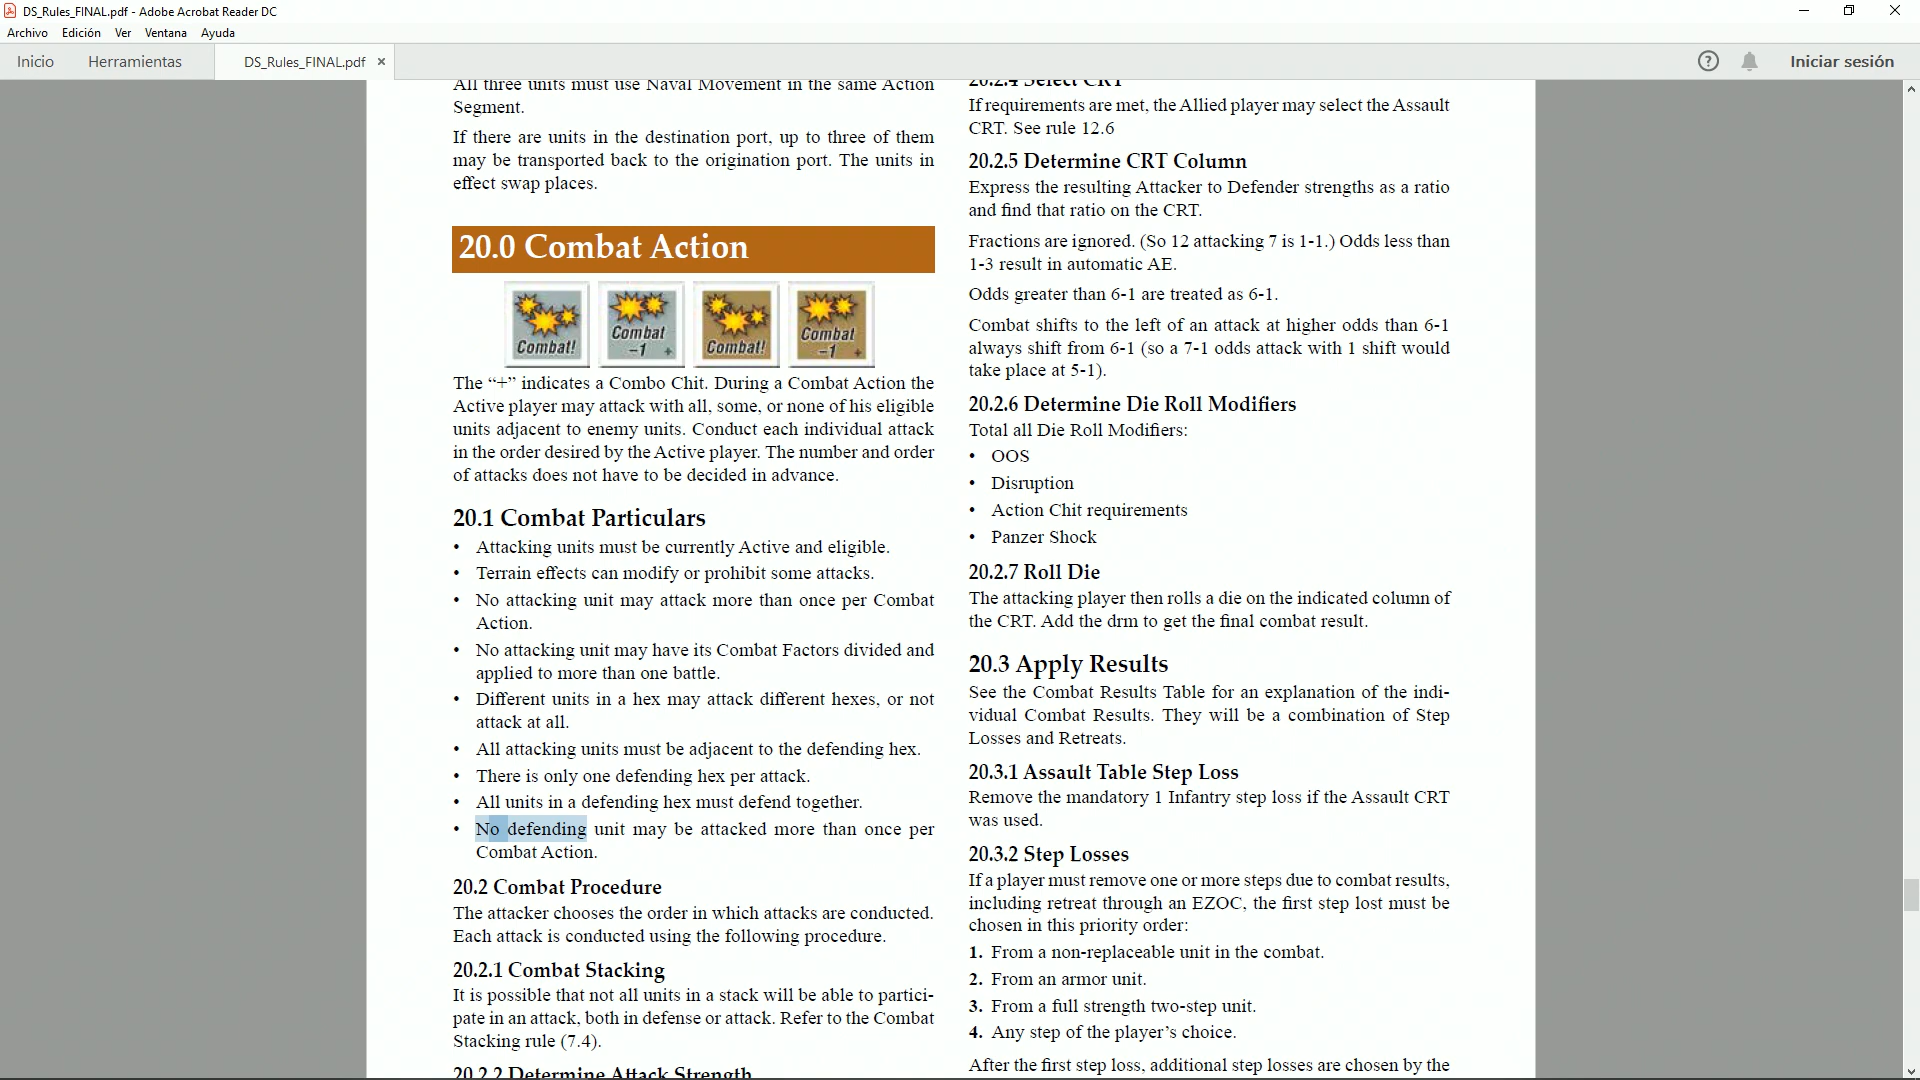 DS_Rules_FINAL.pdf - Adobe Acrobat Reader DC
Archivo Edición Ver Ventana Ayuda
Inicio Herramientas DS_Rules_FINAL.pdf × Iniciar sesión
All three units must use Naval Movement in the same Action
Segment.
If there are units in the destination port, up to three of them
may be transported back to the origination port. The units in
effect swap places.
20.0 Combat Action
Combat! Combat -1 + Combat! Combat -1 +
The “+” indicates a Combo Chit. During a Combat Action the
Active player may attack with all, some, or none of his eligible
units adjacent to enemy units. Conduct each individual attack
in the order desired by the Active player. The number and order
of attacks does not have to be decided in advance.
20.1 Combat Particulars
• Attacking units must be currently Active and eligible.
• Terrain effects can modify or prohibit some attacks.
• No attacking unit may attack more than once per Combat
Action.
• No attacking unit may have its Combat Factors divided and
applied to more than one battle.
• Different units in a hex may attack different hexes, or not
attack at all.
• All attacking units must be adjacent to the defending hex.
• There is only one defending hex per attack.
• All units in a defending hex must defend together.
• No defending unit may be attacked more than once per
Combat Action.
20.2 Combat Procedure
The attacker chooses the order in which attacks are conducted.
Each attack is conducted using the following procedure.
20.2.1 Combat Stacking
It is possible that not all units in a stack will be able to partici-
pate in an attack, both in defense or attack. Refer to the Combat
Stacking rule (7.4).
20.2.2 Determine Attack Strength
20.2.4 Select CRT
If requirements are met, the Allied player may select the Assault
CRT. See rule 12.6
20.2.5 Determine CRT Column
Express the resulting Attacker to Defender strengths as a ratio
and find that ratio on the CRT.
Fractions are ignored. (So 12 attacking 7 is 1-1.) Odds less than
1-3 result in automatic AE.
Odds greater than 6-1 are treated as 6-1.
Combat shifts to the left of an attack at higher odds than 6-1
always shift from 6-1 (so a 7-1 odds attack with 1 shift would
take place at 5-1).
20.2.6 Determine Die Roll Modifiers
Total all Die Roll Modifiers:
• OOS
• Disruption
• Action Chit requirements
• Panzer Shock
20.2.7 Roll Die
The attacking player then rolls a die on the indicated column of
the CRT. Add the drm to get the final combat result.
20.3 Apply Results
See the Combat Results Table for an explanation of the indi-
vidual Combat Results. They will be a combination of Step
Losses and Retreats.
20.3.1 Assault Table Step Loss
Remove the mandatory 1 Infantry step loss if the Assault CRT
was used.
20.3.2 Step Losses
If a player must remove one or more steps due to combat results,
including retreat through an EZOC, the first step lost must be
chosen in this priority order:
1. From a non-replaceable unit in the combat.
2. From an armor unit.
3. From a full strength two-step unit.
4. Any step of the player’s choice.
After the first step loss, additional step losses are chosen by the